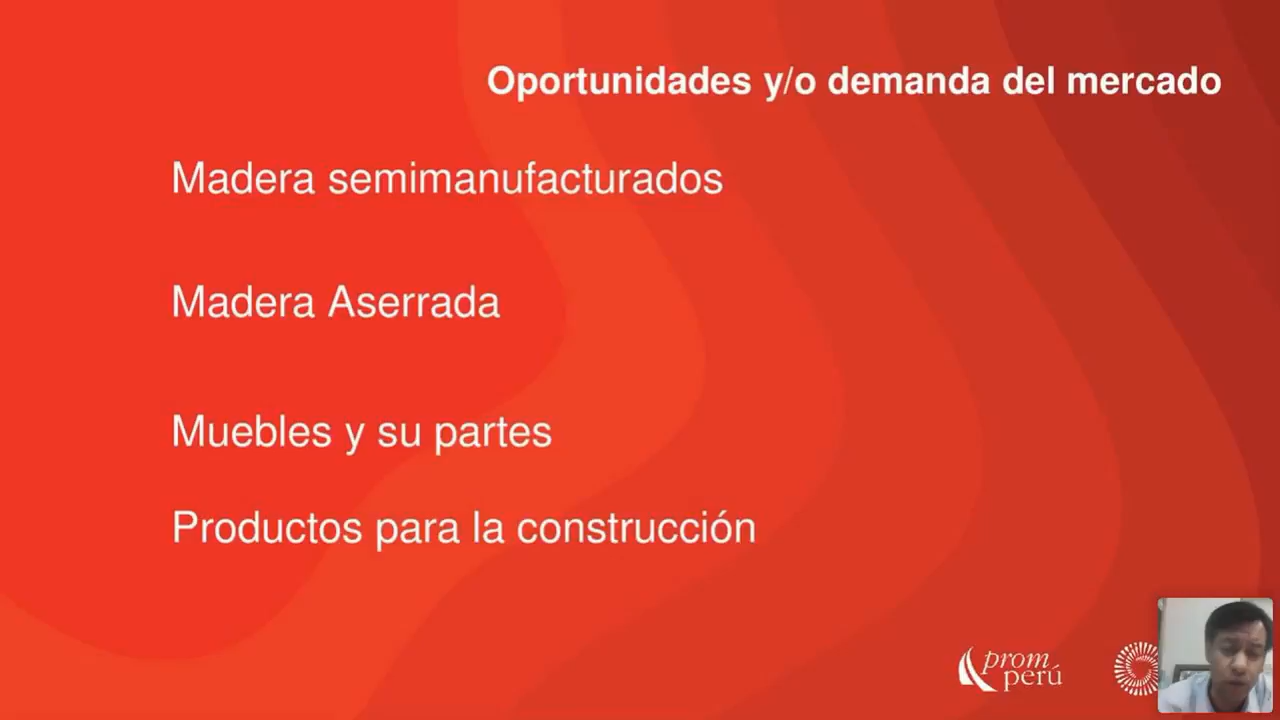 Oportunidades y/o demanda del mercado
Madera semimanufacturados
Madera Aserrada
Muebles y su partes
Productos para la construcción
prom
perú